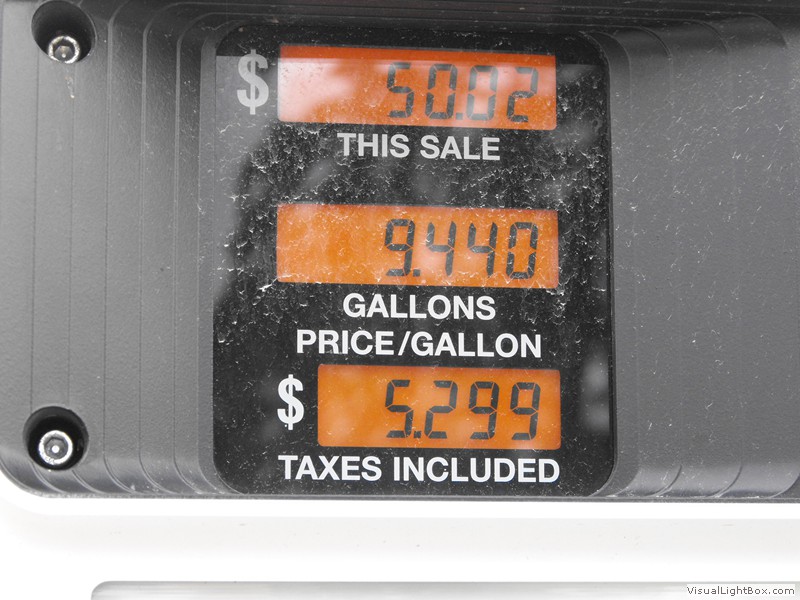 $ 50.02
THIS SALE
9.440
GALLONS
PRICE/GALLON
$ 5.299
TAXES INCLUDED
VisualLightBox.com